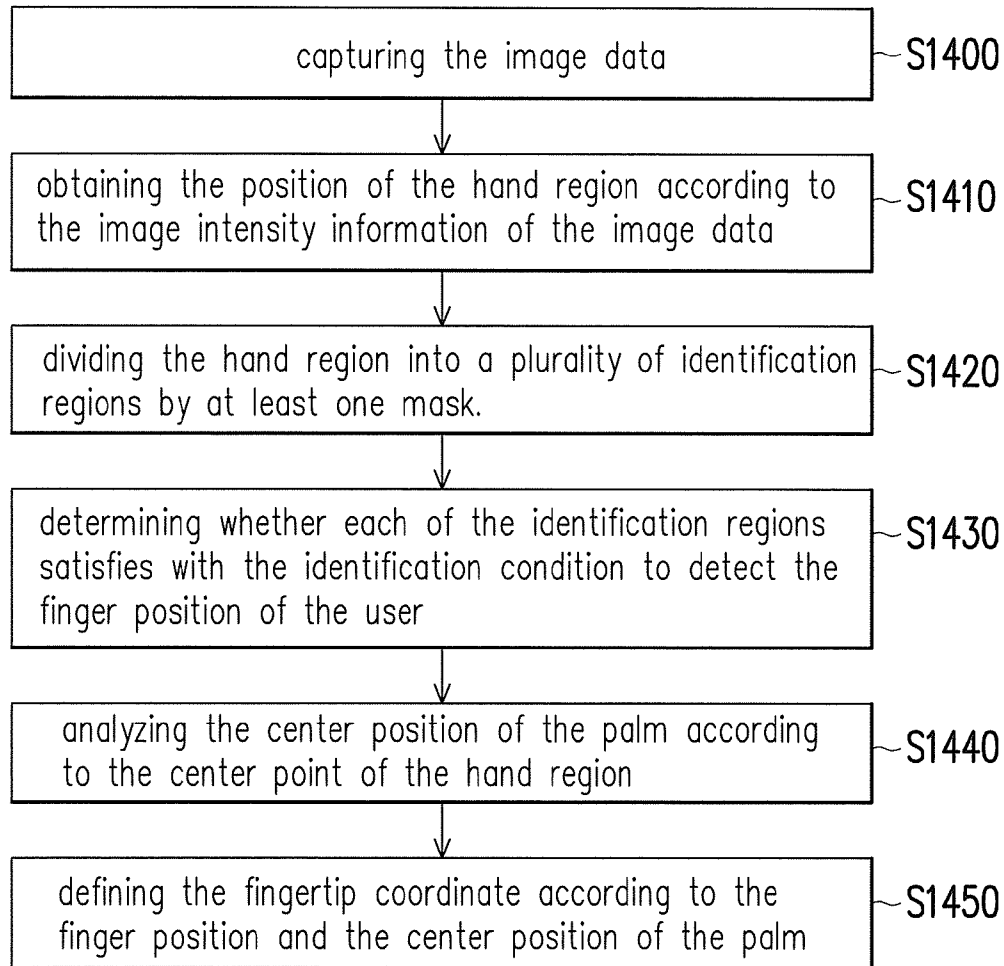 capturing the image data
S1400
obtaining the position of the hand region according to
the image intensity information of the image data
S1410
dividing the hand region into a plurality of identification
regions by at least one mask.
S1420
determining whether each of the identification regions
satisfies with the identification condition to detect the
finger position of the user
S1430
analyzing the center position of the palm according
to the center point of the hand region
S1440
defining the fingertip coordinate according to the
finger position and the center position of the palm
S1450